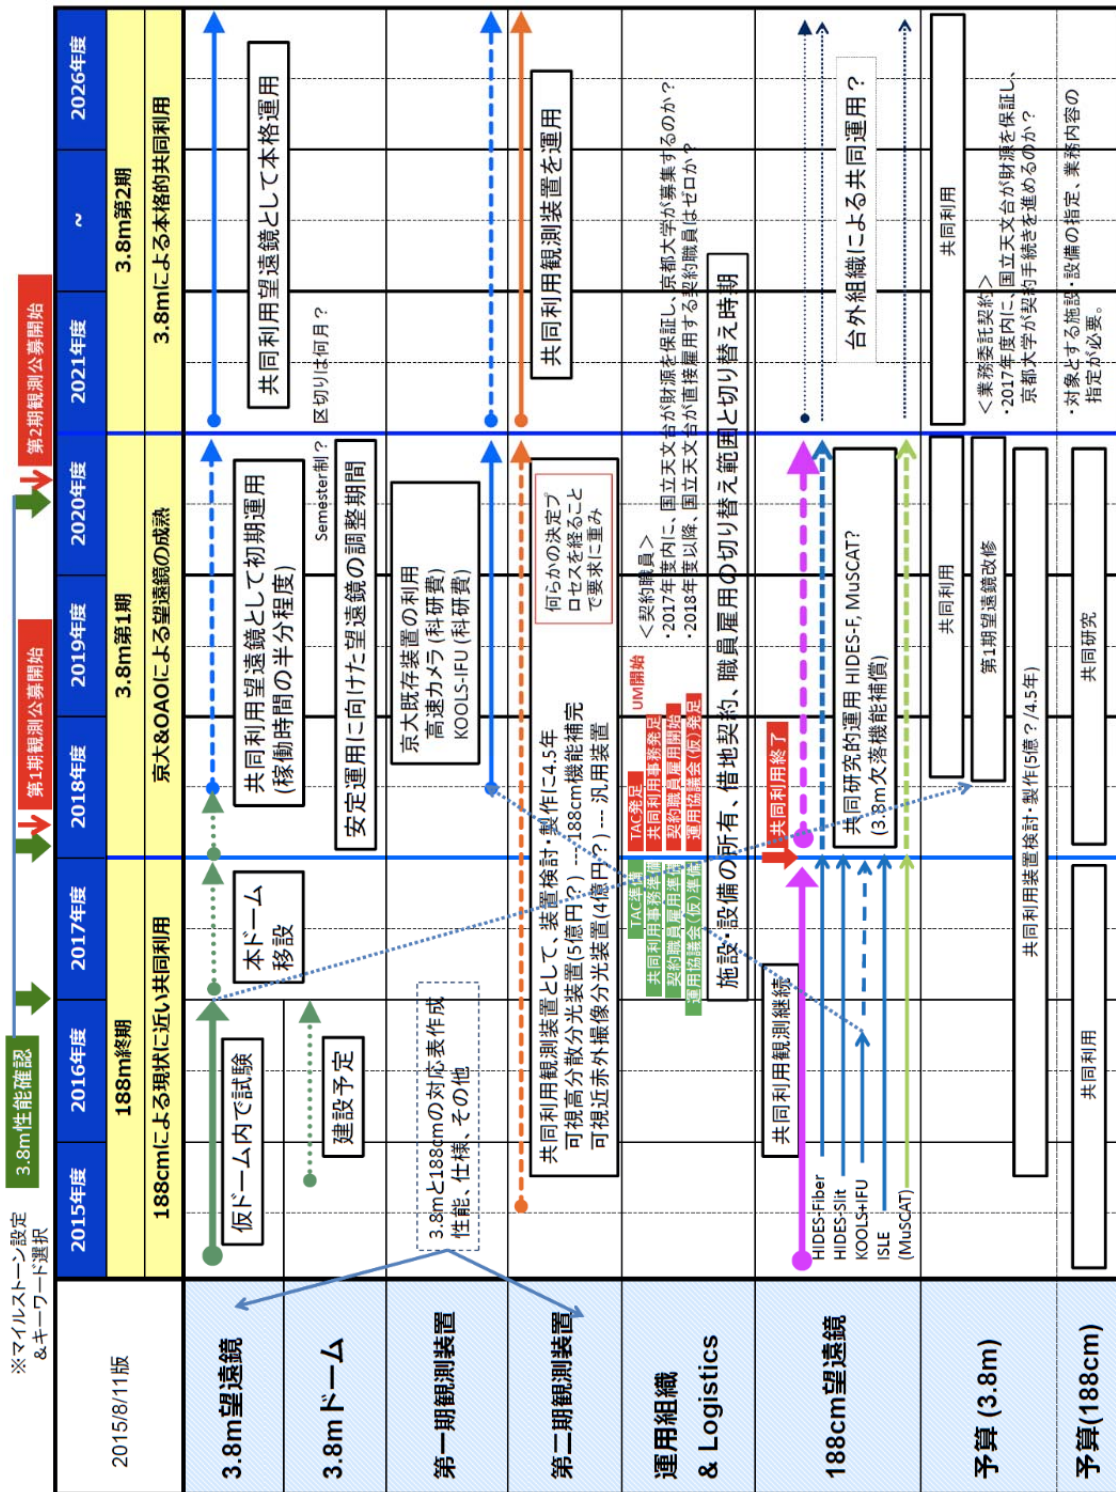 ※マイルストーン設定
&キーワード選択
3.8m性能確認
第1期観測公募開始
第2期観測公募開始
2015/8/11版
2015年度
2016年度
2017年度
2018年度
2019年度
2020年度
2021年度
~
2026年度
188m終期
3.8m第1期
3.8m第2期
188cmによる現状に近い共同利用
京大&OAOによる望遠鏡の成熟
3.8mによる本格的共同利用
3.8m望遠鏡
仮ドーム内で試験
本ドーム
移設
共同利用望遠鏡として初期運用
(稼働時間の半分程度)
共同利用望遠鏡として本格運用
Semester制?
区切りは何月?
3.8mドーム
建設予定
安定運用に向けた望遠鏡の調整期間
第一期観測装置
3.8mと188cmの対応表作成
性能、仕様、その他
京大既存装置の利用
高速カメラ(科研費)
KOOLS-IFU(科研費)
第二期観測装置
共同利用観測装置として、装置検討・製作に4.5年
可視高分散分光装置(5億円?) ---188cm機能補完
可視近赤外撮像分光装置(4億円?) --- 汎用装置
何らかの決定プ
ロセスを経ること
で要求に重み
共同利用観測装置を運用
運用組織
& Logistics
TAC準備
共同利用事務準備
契約職員雇用準備
運用協議会(仮)準備
TAC発足
共同利用事務発足
契約職員雇用開始
運用協議会(仮)発足
UM開始
<契約職員>
・2017年度内に、国立天文台が財源を保証し、京都大学が募集するのか?
・2018年度以降、国立天文台が直接雇用する契約職員はゼロか?
施設・設備の所有、借地契約、職員雇用の切り替え範囲と切り替え時期
188cm望遠鏡
共同利用観測継続
共同利用終了
HIDES-Fiber
HIDES-Slit
KOOLS+IFU
ISLE
(MuSCAT)
共同研究的運用 HIDES-F, MuSCAT?
(3.8m欠落機能補償)
台外組織による共同運用?
予算 (3.8m)
共同利用
共同利用
第1期望遠鏡改修
共同利用装置検討・製作(5億?/4.5年)
<業務委託契約>
・2017年度内に、国立天文台が財源を保証し、
京都大学が契約手続きを進めるのか?
予算(188cm)
共同利用
共同研究
・対象とする施設・設備の指定、業務内容の
指定が必要。